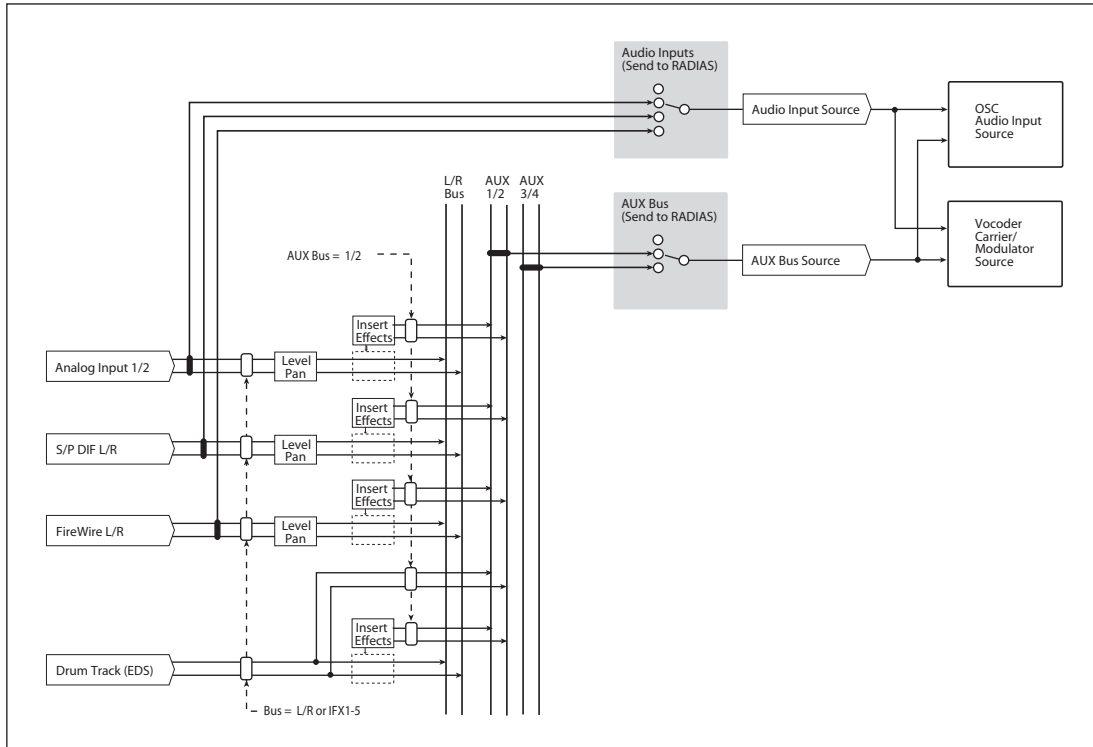 Audio Inputs
(Send to RADIAS)
Audio Input Source
OSC
Audio Input
Source
L/R
Bus
AUX
1/2
AUX
3/4
AUX Bus
(Send to RADIAS)
AUX Bus Source
Vocoder
Carrier/
Modulator
Source
AUX Bus = 1/2
Insert
Effects
Analog Input 1/2
Level
Pan
Insert
Effects
S/P DIF L/R
Level
Pan
Insert
Effects
FireWire L/R
Level
Pan
Insert
Effects
Drum Track (EDS)
Bus = L/R or IFX1-5